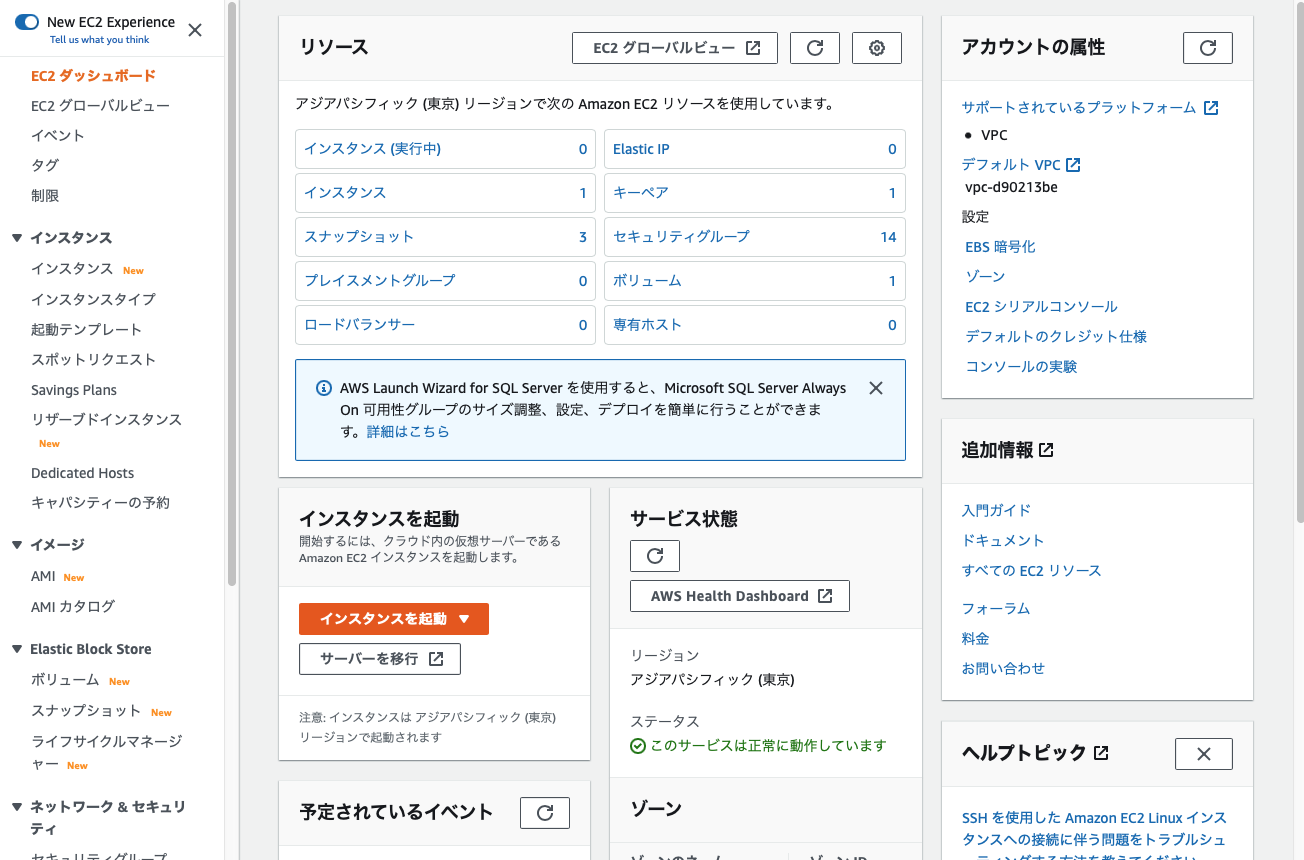 New EC2 Experience
Tell us what you think
EC2 ダッシュボード
EC2 グローバルビュー
イベント
タグ
制限
インスタンス
インスタンス New
インスタンスタイプ
起動テンプレート
スポットリクエスト
Savings Plans
リザーブドインスタンス
New
Dedicated Hosts
キャパシティーの予約
イメージ
AMI New
AMI カタログ
Elastic Block Store
ボリューム New
スナップショット New
ライフサイクルマネージ
ャー New
ネットワーク & セキュリ
ティ
セキュリティグループ
リソース
EC2 グローバルビュー
アジアパシフィック (東京) リージョンで次の Amazon EC2 リソースを使用しています。
インスタンス (実行中) 0
Elastic IP 0
インスタンス 1
キーペア 1
スナップショット 3
セキュリティグループ 14
プレイスメントグループ 0
ボリューム 1
ロードバランサー 0
専有ホスト 0
AWS Launch Wizard for SQL Server を使用すると、Microsoft SQL Server Always
On 可用性グループのサイズ調整、設定、デプロイを簡単に行うことができま
す。詳細はこちら
インスタンスを起動
開始するには、クラウド内の仮想サーバーである
Amazon EC2 インスタンスを起動します。
インスタンスを起動
サーバーを移行
注意: インスタンスは アジアパシフィック (東京)
リージョンで起動されます
予定されているイベント
サービス状態
AWS Health Dashboard
リージョン
アジアパシフィック (東京)
ステータス
このサービスは正常に動作しています
ゾーン
アカウントの属性
サポートされているプラットフォーム
• VPC
デフォルト VPC
vpc-d90213be
設定
EBS 暗号化
ゾーン
EC2 シリアルコンソール
デフォルトのクレジット仕様
コンソールの実験
追加情報
入門ガイド
ドキュメント
すべての EC2 リソース
フォーラム
料金
お問い合わせ
ヘルプトピック
SSH を使用した Amazon EC2 Linux インス
タンスへの接続に伴う問題をトラブルシュ